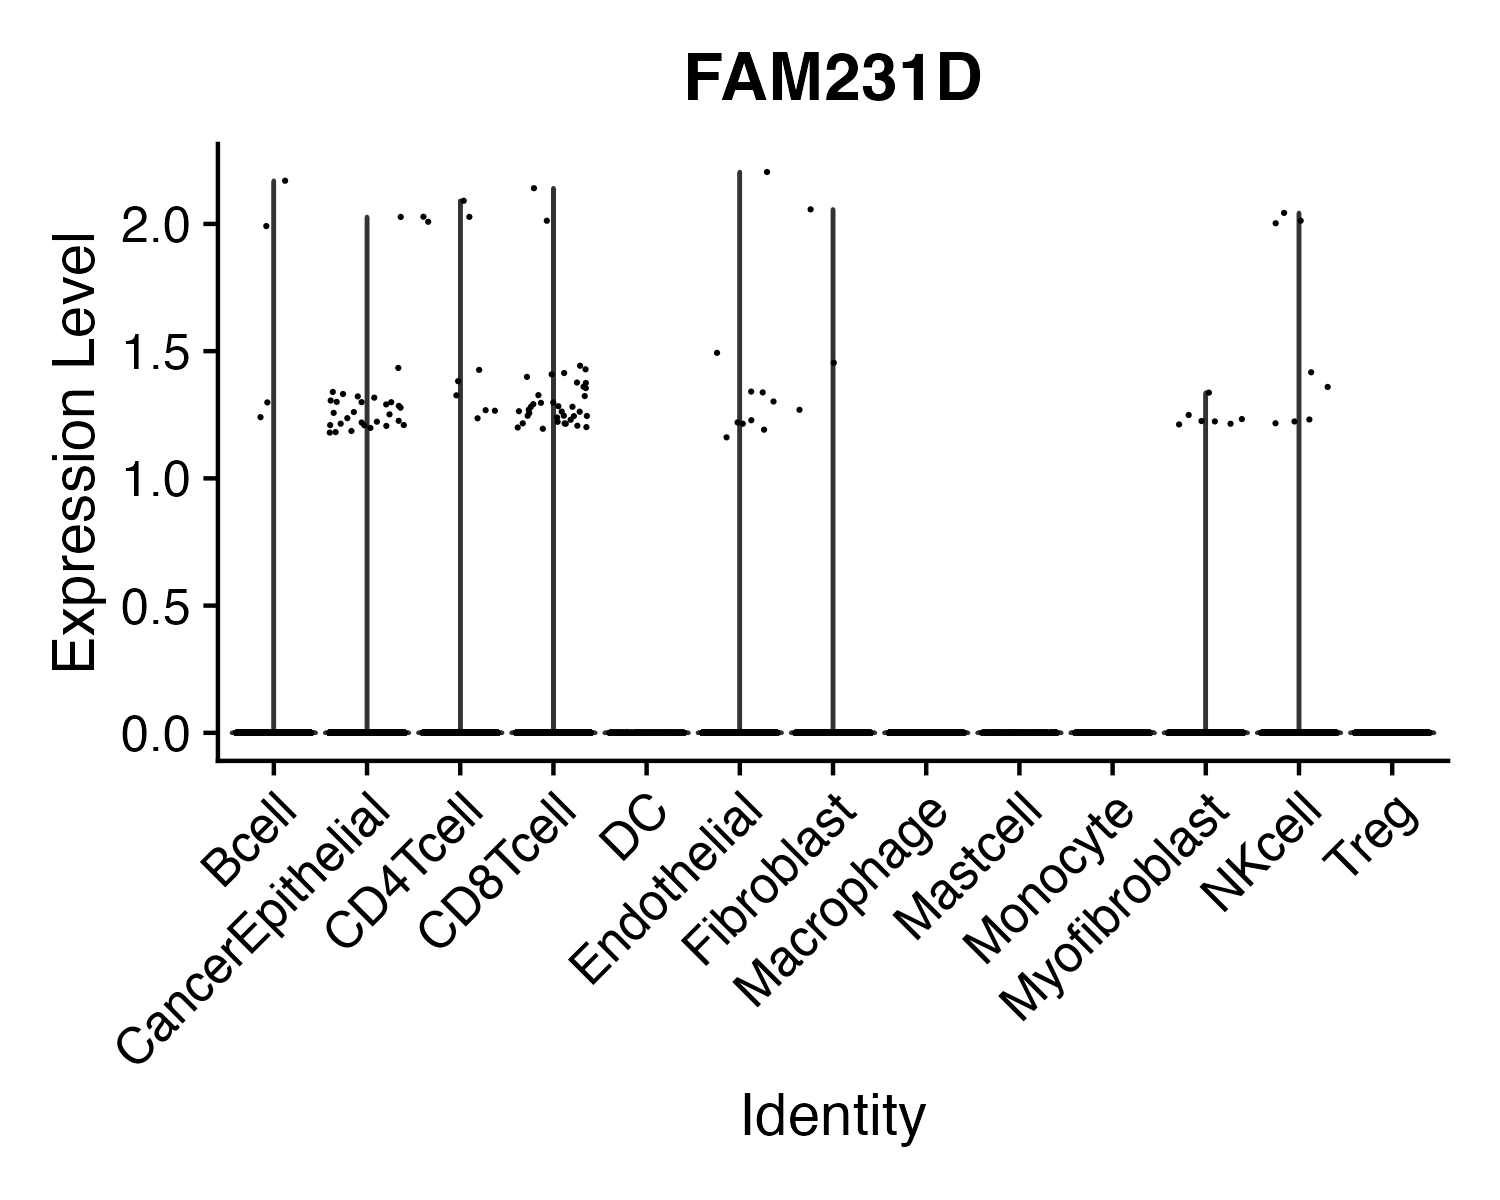 FAM231D
Expression Level
2.0
1.5
1.0
0.5
0.0
Bcell
CancerEpithelial
CD4Tcell
CD8Tcell
DC
Endothelial
Fibroblast
Macrophage
Mastcell
Monocyte
Myofibroblast
NKcell
Treg
Identity